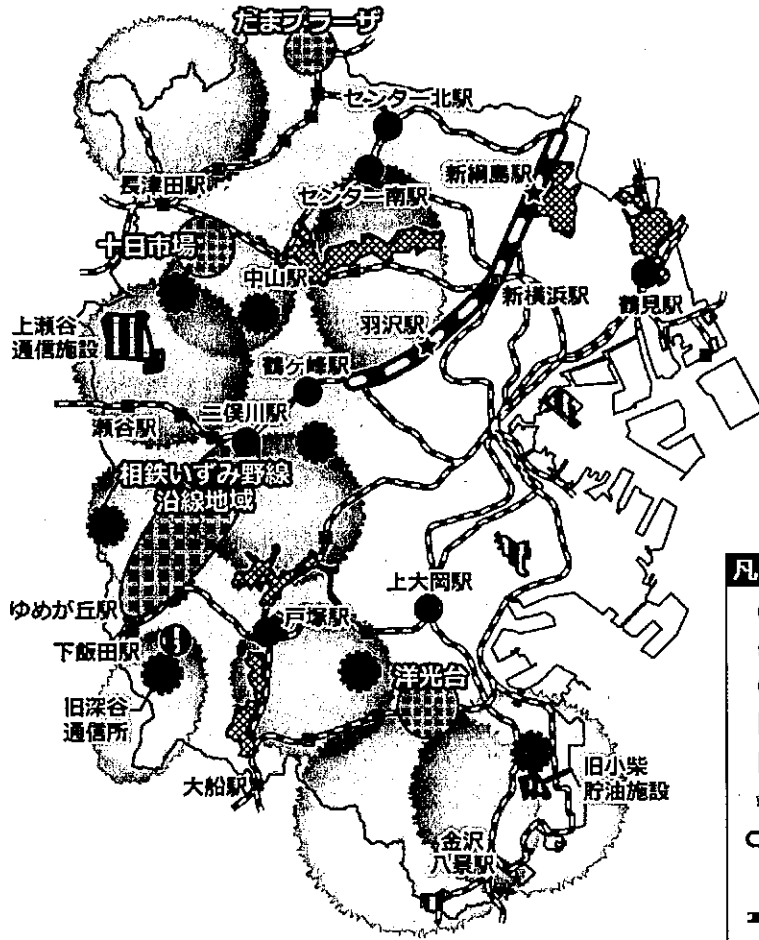 たまプラーザ
センター北駅
長津田駅
センター南駅
新綱島駅
十日市場
中山駅
新横浜駅
鶴見駅
上瀬谷
通信施設
羽沢駅
鶴ヶ峰駅
瀬谷駅
二俣川駅
相鉄いずみ野線
沿線地域
上大岡駅
ゆめが丘駅
戸塚駅
下飯田駅
洋光台
旧深谷
通信所
大船駅
旧小柴
貯油施設
金沢
八景駅
凡